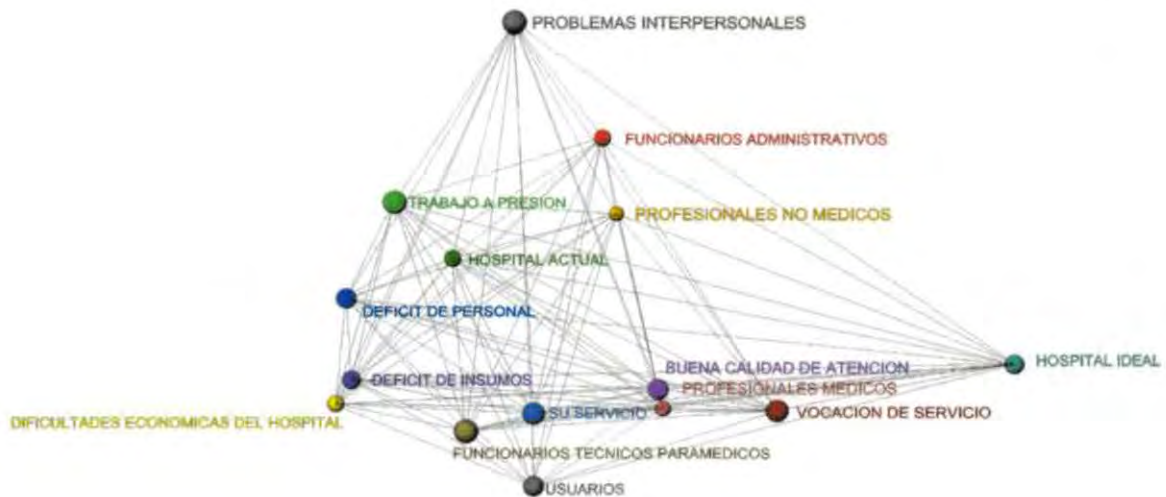 PROBLEMAS INTERPERSONALES
FUNCIONARIOS ADMINISTRATIVOS
TRABAJO A PRESION
PROFESIONALES NO MEDICOS
HOSPITAL ACTUAL
DEFICIT DE PERSONAL
HOSPITAL IDEAL
BUENA CALIDAD DE ATENCION
DEFICIT DE INSUMOS
PROFESIONALES MEDICOS
SU SERVICIO
VOCACION DE SERVICIO
DIFICULTADES ECONOMICAS DEL HOSPITAL
FUNCIONARIOS TECNICOS PARAMEDICOS
USUARIOS